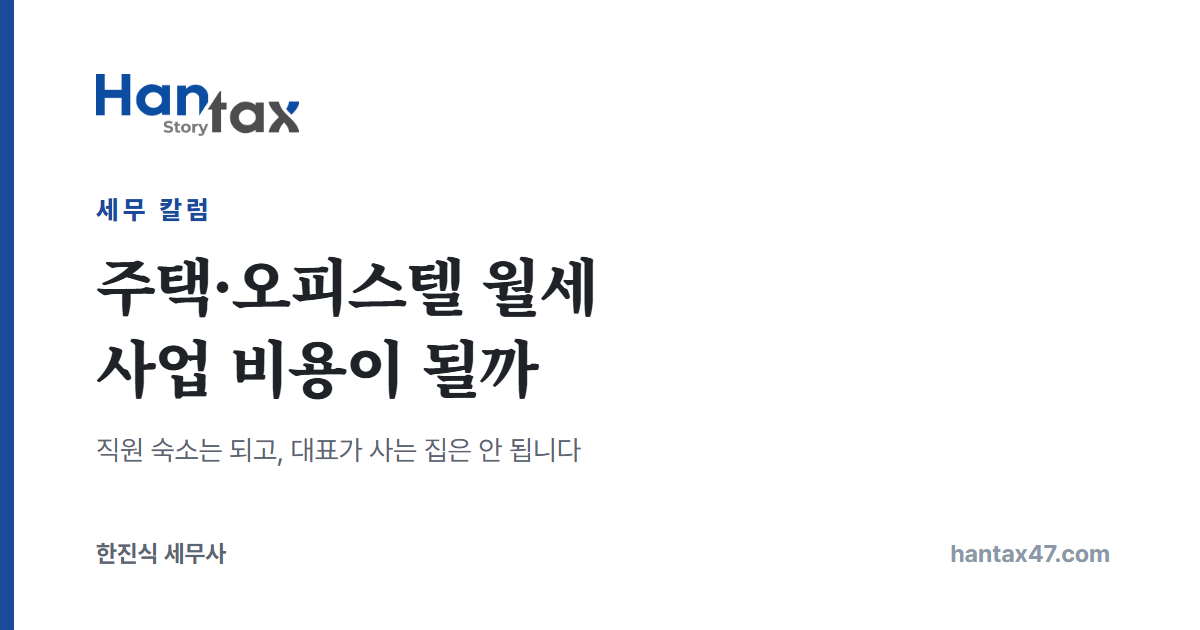 Hantax
Story
세무 칼럼
주택·오피스텔 월세
사업 비용이 될까
직원 숙소는 되고, 대표가 사는 집은 안 됩니다
한진식 세무사
hantax47.com